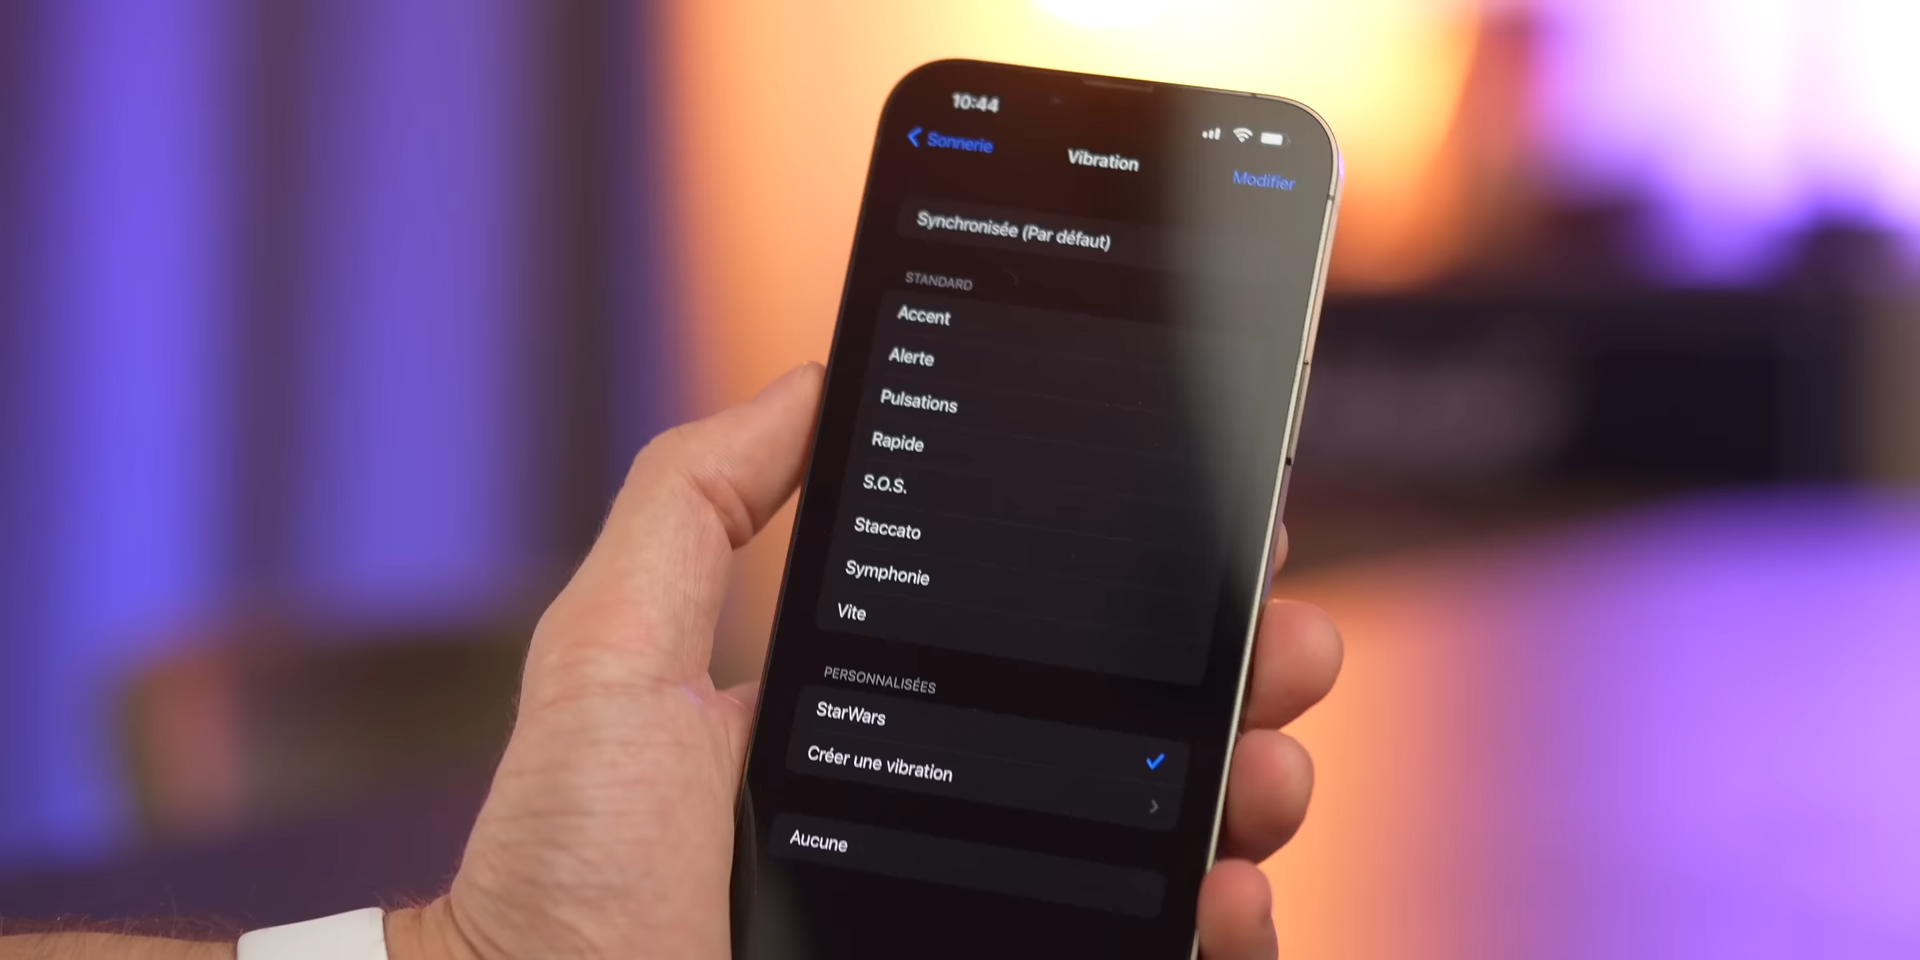 10:44
Sonnerie
Vibration
Modifier
Synchronisée (Par défaut)
STANDARD
Accent
Alerte
Pulsations
Rapide
S.O.S.
Staccato
Symphonie
Vite
PERSONNALISÉES
StarWars
Créer une vibration
Aucune